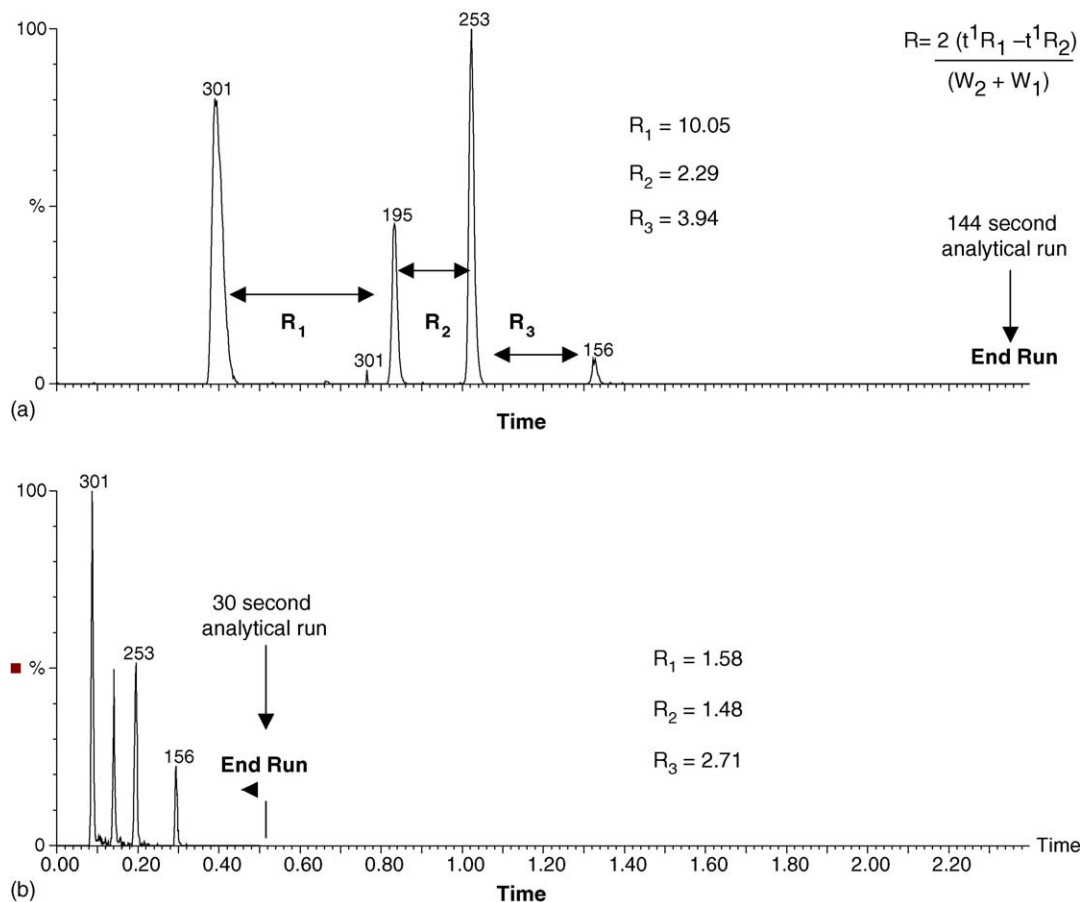 100
301
253
R= 2 (t¹R₁ –t¹R₂)
(W₂ + W₁)
R₁ = 10.05
R₂ = 2.29
R₃ = 3.94
%
195
144 second
analytical run
R₁
R₂
R₃
301
156
End Run
0
(a)
Time
100
301
30 second
analytical run
253
%
R₁ = 1.58
R₂ = 1.48
R₃ = 2.71
156
End Run
0
Time
0.00 0.20 0.40 0.60 0.80 1.00 1.20 1.40 1.60 1.80 2.00 2.20
(b)
Time